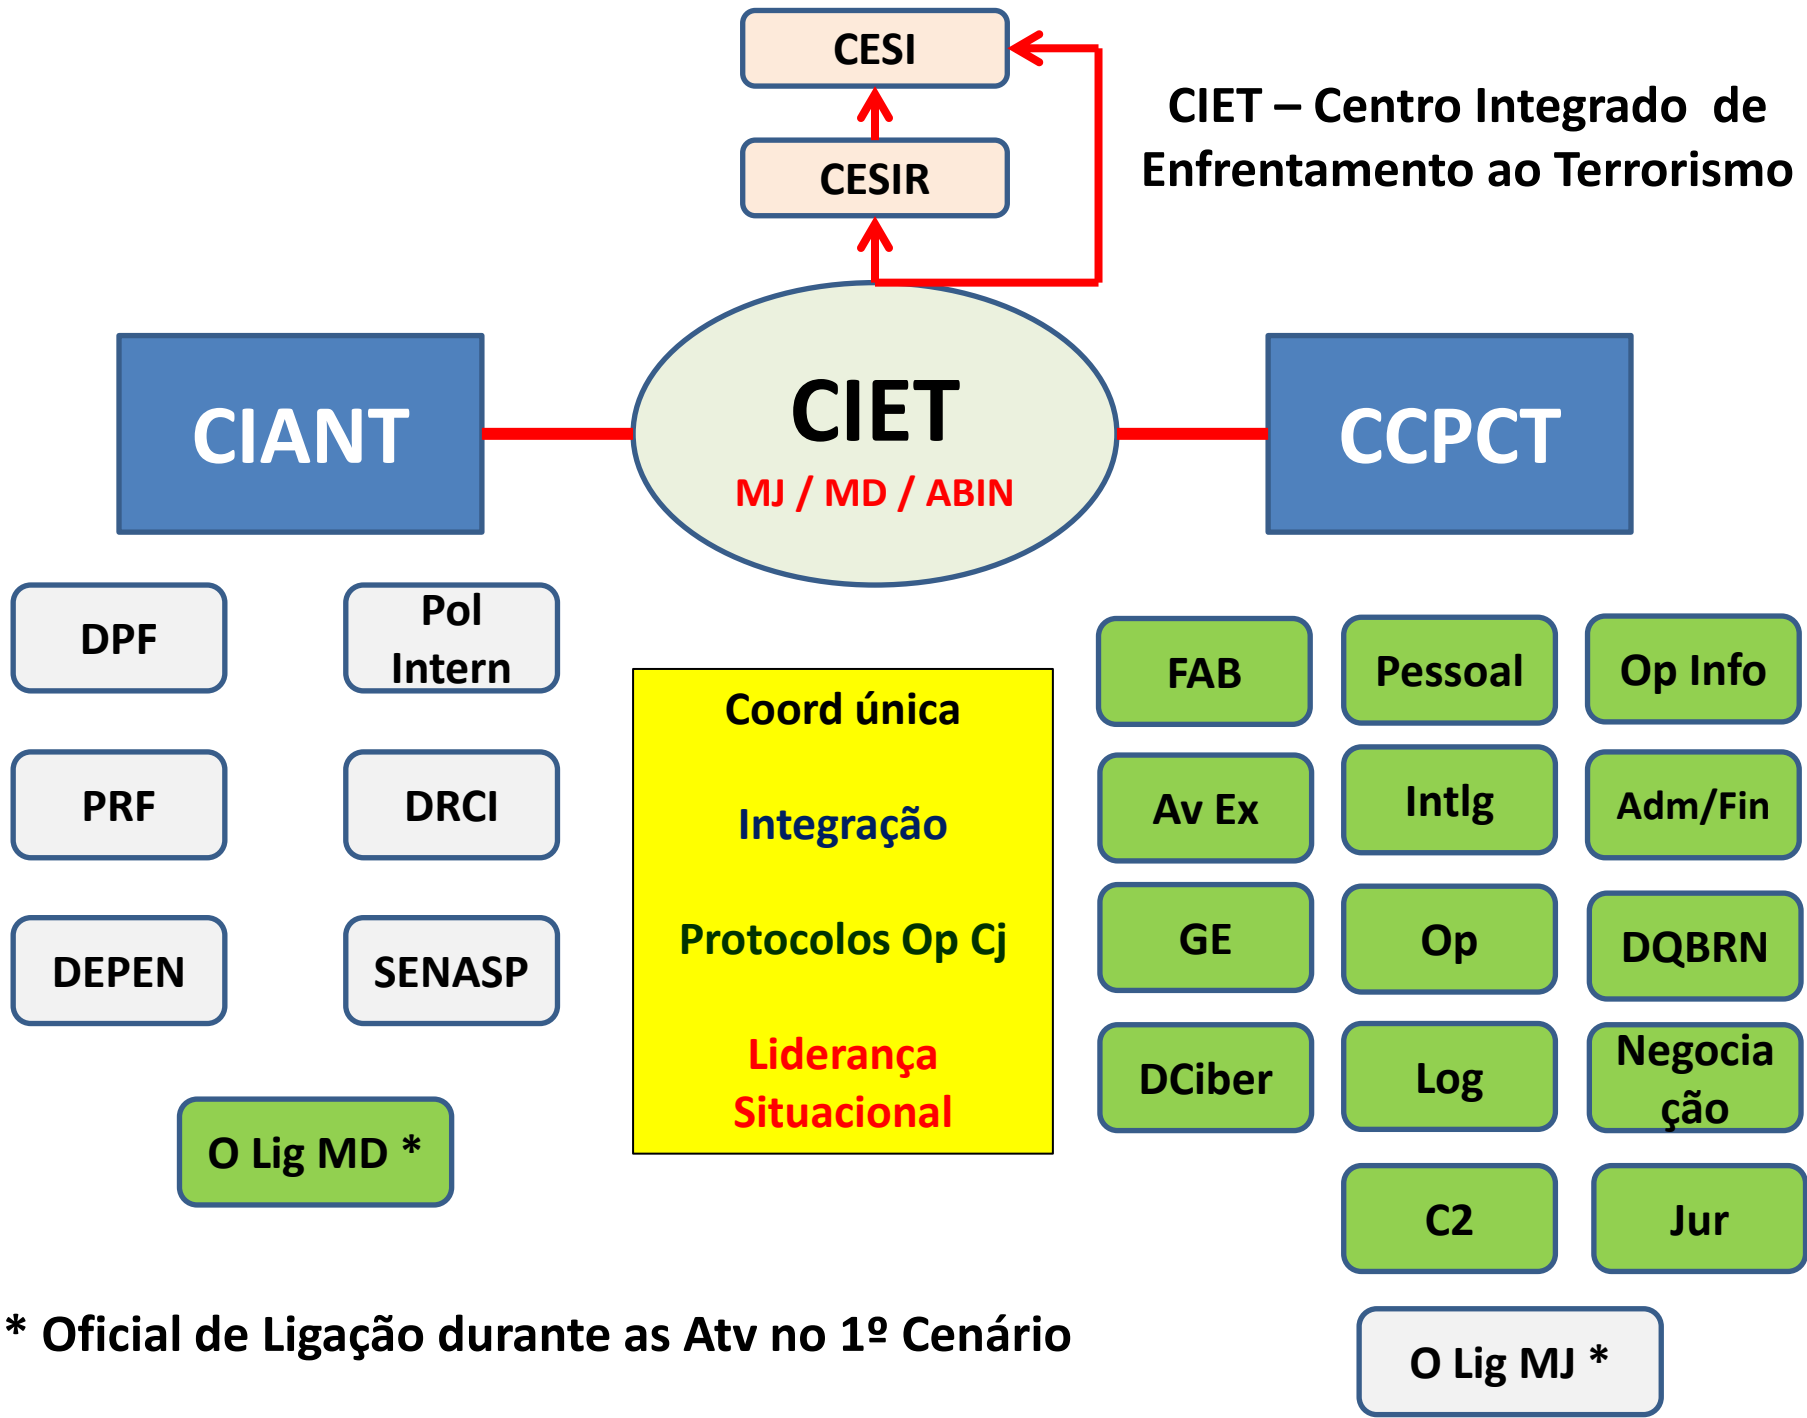 CESI
CESIR
CIET – Centro Integrado de
Enfrentamento ao Terrorismo
CIANT
CIET
MJ / MD / ABIN
CCPCT
DPF
Pol
Intern
PRF
DRCI
DEPEN
SENASP
O Lig MD *
Coord única
Integração
Protocolos Op Cj
Liderança
Situacional
FAB
Pessoal
Op Info
Av Ex
Intlg
Adm/Fin
GE
Op
DQBRN
DCiber
Log
Negocia
ção
C2
Jur
* Oficial de Ligação durante as Atv no 1º Cenário
O Lig MJ *